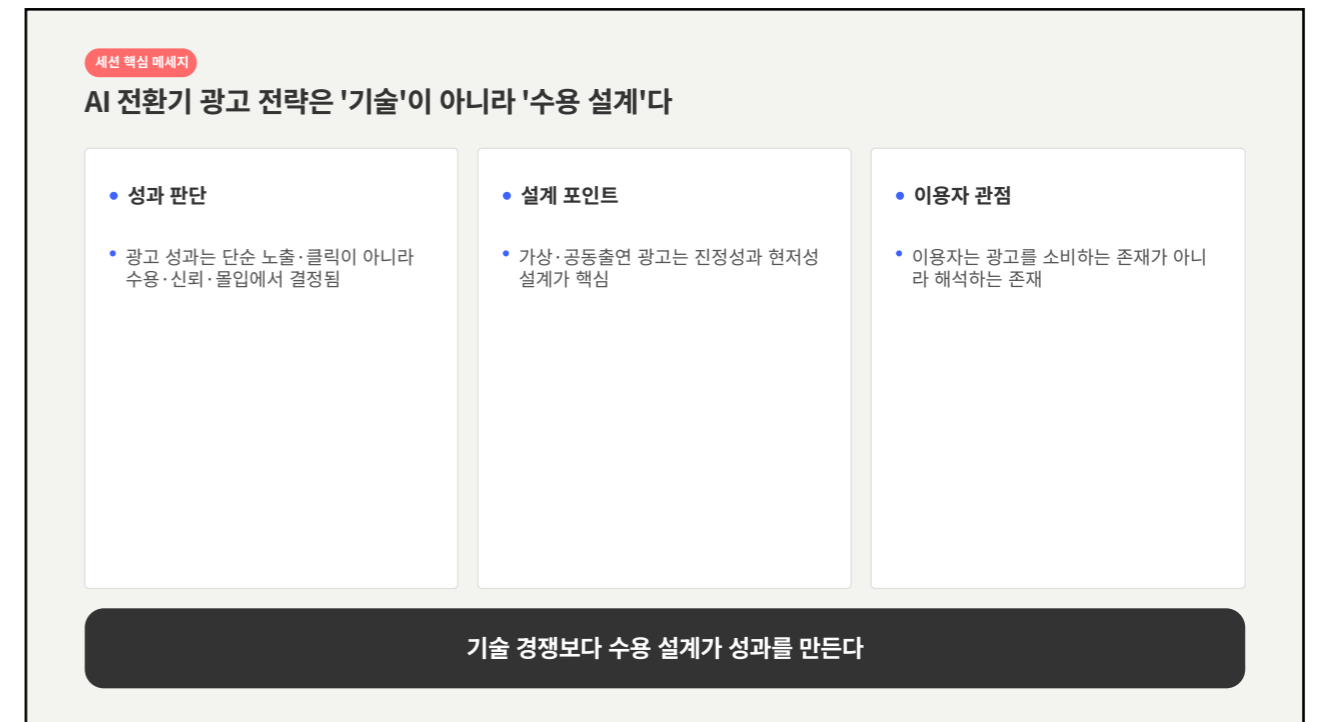 세션 핵심 메세지
AI 전환기 광고 전략은 '기술'이 아니라 '수용 설계'다
• 성과 판단
• 광고 성과는 단순 노출·클릭이 아니라
수용·신뢰·몰입에서 결정됨
• 설계 포인트
• 가상·공동출연 광고는 진정성과 현저성
설계가 핵심
• 이용자 관점
• 이용자는 광고를 소비하는 존재가 아니
라 해석하는 존재
기술 경쟁보다 수용 설계가 성과를 만든다